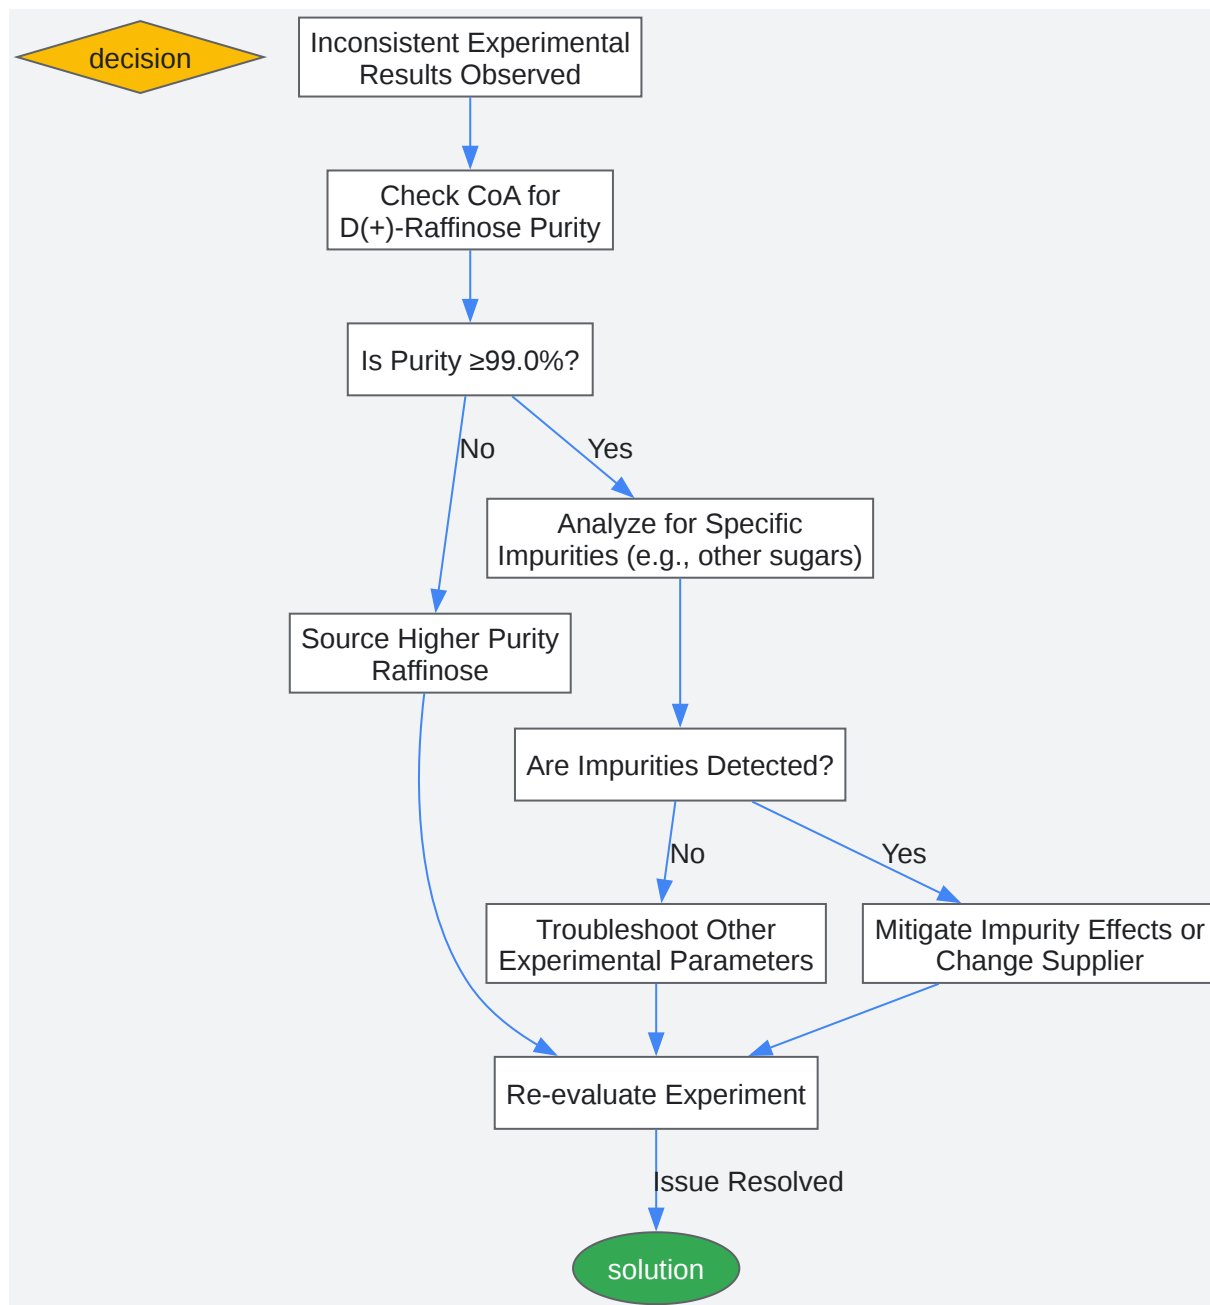 decision
Inconsistent Experimental
Results Observed
Check CoA for
D(+)-Raffinose Purity
Is Purity ≥99.0%?
No
Yes
Analyze for Specific
Impurities (e.g., other sugars)
Source Higher Purity
Raffinose
Are Impurities Detected?
No
Yes
Troubleshoot Other
Experimental Parameters
Mitigate Impurity Effects or
Change Supplier
Re-evaluate Experiment
Issue Resolved
solution